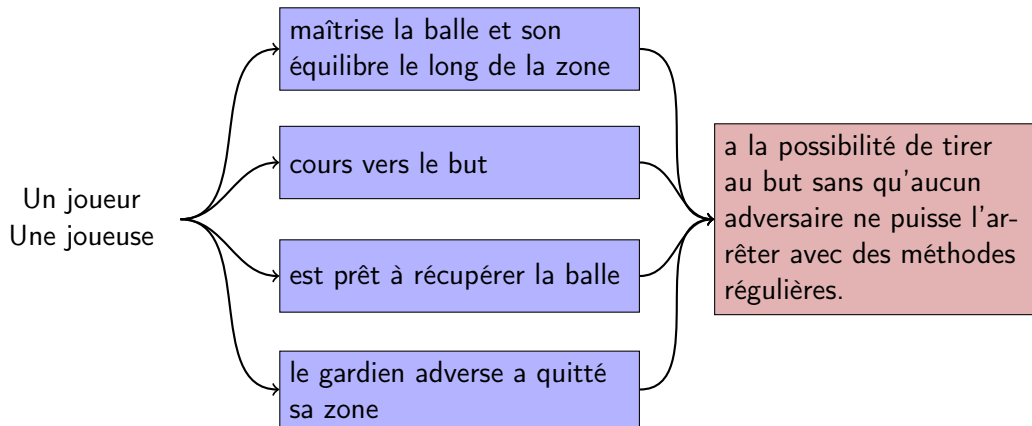 Un joueur
Une joueuse
maîtrise la balle et son
équilibre le long de la zone
cours vers le but
est prêt à récupérer la balle
le gardien adverse a quitté
sa zone
a la possibilité de tirer
au but sans qu'aucun
adversaire ne puisse l'ar-
rêter avec des méthodes
régulières.